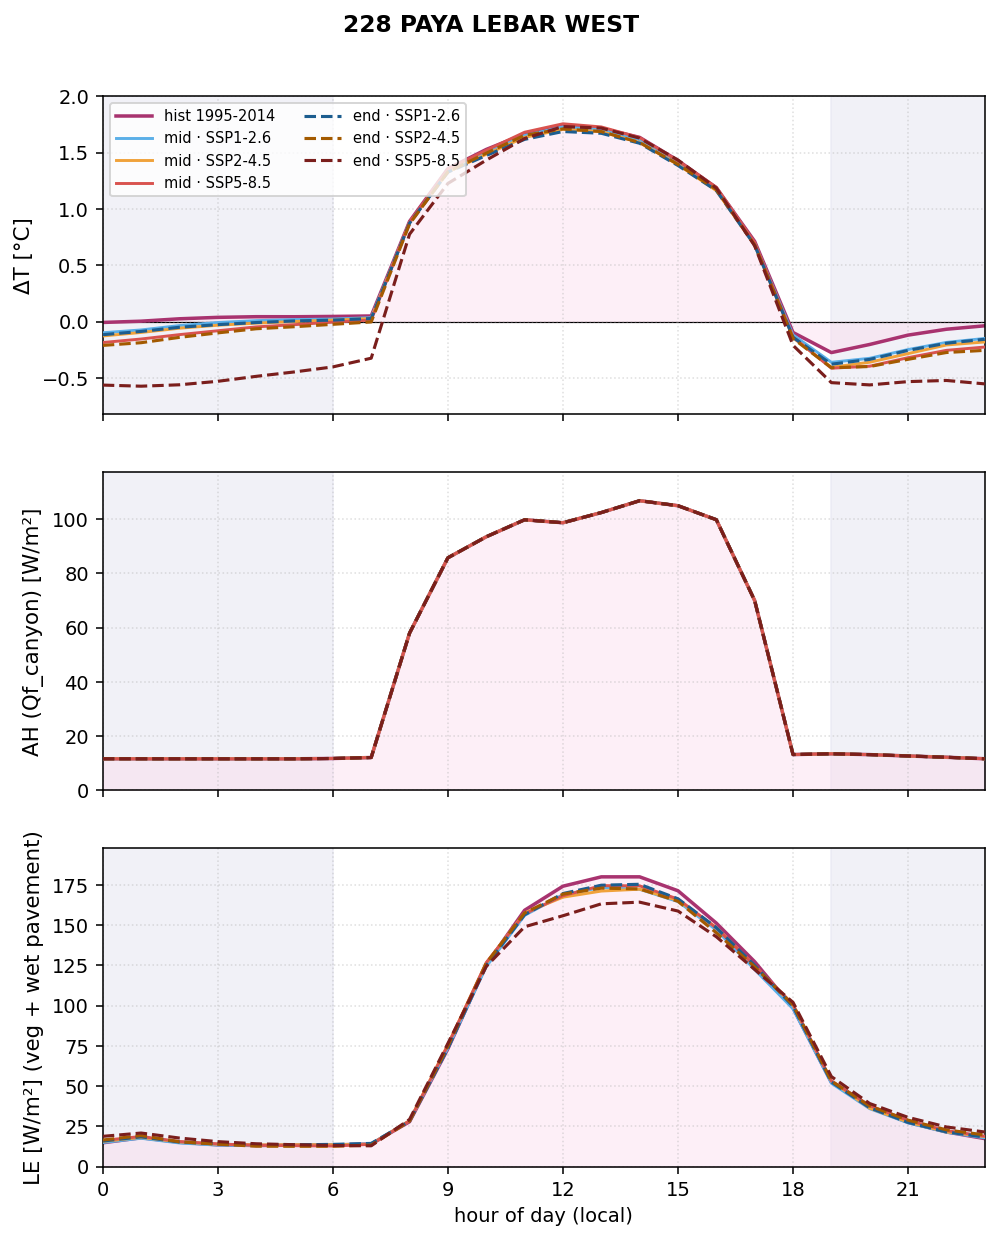 228 PAYA LEBAR WEST
2.0
1.5
1.0
0.5
0.0
−0.5
ΔT [°C]
hist 1995-2014
mid · SSP1-2.6
mid · SSP2-4.5
mid · SSP5-8.5
end · SSP1-2.6
end · SSP2-4.5
end · SSP5-8.5
100
80
60
40
20
0
AH (Qf_canyon) [W/m²]
175
150
125
100
75
50
25
0
LE [W/m²] (veg + wet pavement)
0 3 6 9 12 15 18 21
hour of day (local)